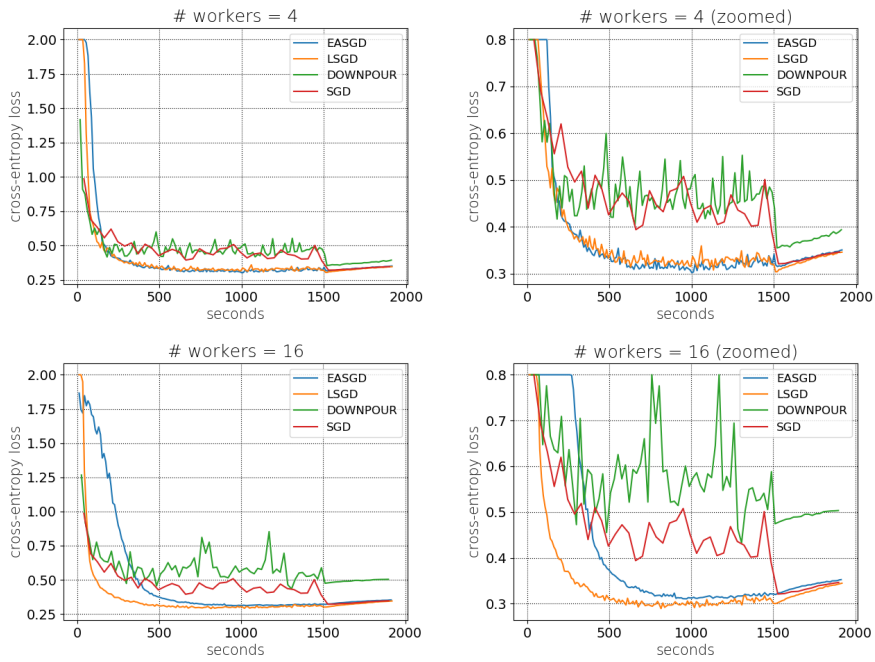 # workers = 4
2.00
1.75
1.50
1.25
1.00
0.75
0.50
0.25
cross-entropy loss
EASGD
LSGD
DOWNPOUR
SGD
0
500
1000
1500
2000
seconds
# workers = 4 (zoomed)
0.8
0.7
0.6
0.5
0.4
0.3
cross-entropy loss
EASGD
LSGD
DOWNPOUR
SGD
0
500
1000
1500
2000
seconds
# workers = 16
2.00
1.75
1.50
1.25
1.00
0.75
0.50
0.25
cross-entropy loss
EASGD
LSGD
DOWNPOUR
SGD
0
500
1000
1500
2000
seconds
# workers = 16 (zoomed)
0.8
0.7
0.6
0.5
0.4
0.3
cross-entropy loss
EASGD
LSGD
DOWNPOUR
SGD
0
500
1000
1500
2000
seconds